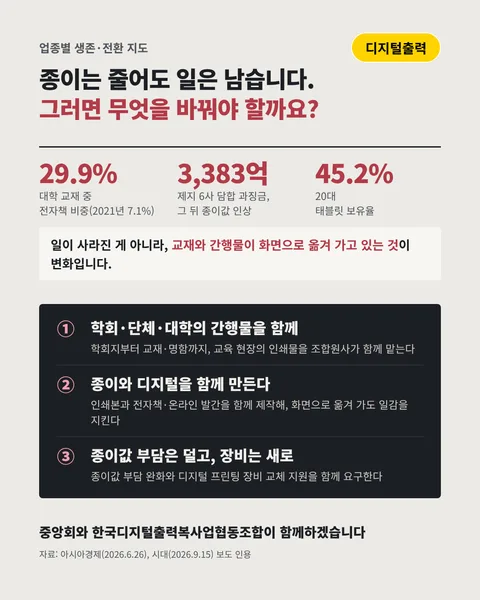 업종별 생존·전환 지도
디지털출력
종이는 줄어도 일은 남습니다.
그러면 무엇을 바꿔야 할까요?
29.9%
대학 교재 중
전자책 비중(2021년 7.1%)
3,383억
제지 6사 담합 과징금,
그 뒤 종이값 인상
45.2%
20대
태블릿 보유율
일이 사라진 게 아니라, 교재와 간행물이 화면으로 옮겨 가고 있는 것이
변화입니다.
1
학회·단체·대학의 간행물을 함께
학회지부터 교재·명함까지, 교육 현장의 인쇄물을 조합원사가 함께 맡는다
2
종이와 디지털을 함께 만든다
인쇄본과 전자책·온라인 발간을 함께 제작해, 화면으로 옮겨 가도 일감을
지킨다
3
종이값 부담은 덜고, 장비는 새로
종이값 부담 완화와 디지털 프린팅 장비 교체 지원을 함께 요구한다
중앙회와 한국디지털출력복사업협동조합이 함께하겠습니다
자료: 아시아경제(2026.6.26), 시대(2026.9.15) 보도 인용